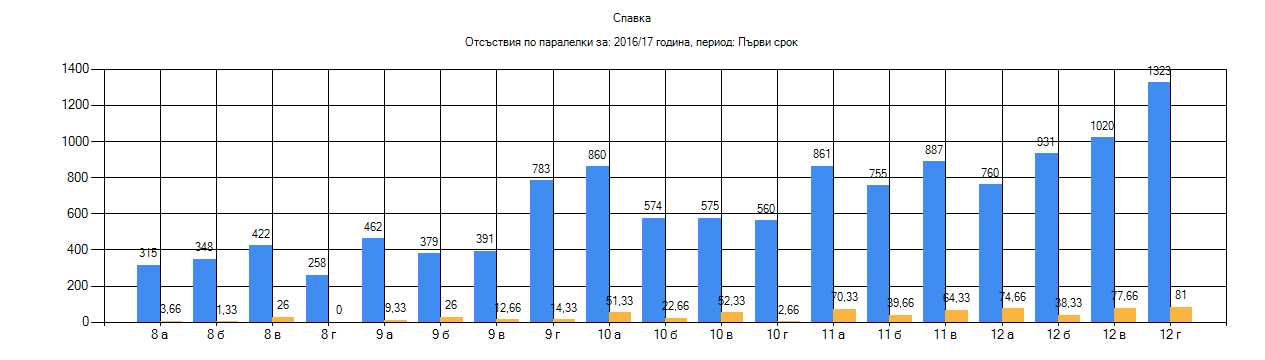 Спавка
Отсъствия по паралелки за: 2016/17 година, период: Първи срок
1400
1200
1000
800
600
400
200
0
315 3,66 348 1,33 422 26 258 0 462 9,33 379 26 391 12,66 783 14,33 860 51,33 574 22,66 575 52,33 560 2,66 861 70,33 755 39,66 887 64,33 760 74,66 931 38,33 1020 77,66 1323 81
8 а 8 б 8 в 8 г 9 а 9 б 9 в 9 г 10 а 10 б 10 в 10 г 11 а 11 б 11 в 12 а 12 б 12 в 12 г